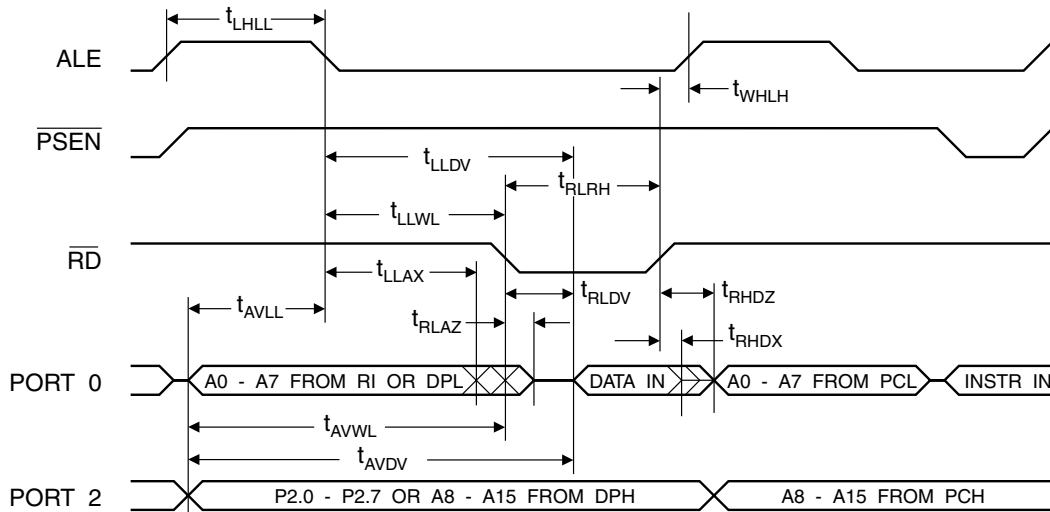 tLHLL
ALE
tWHLH
PSEN
tLLDV
tRLRH
tLLWL
RD
tLLAX
tRLDV
tRHDZ
tAVLL
tRLAZ
tRHDX
PORT 0
A0 - A7 FROM RI OR DPL
DATA IN
A0 - A7 FROM PCL
INSTR IN
tAVWL
tAVDV
PORT 2
P2.0 - P2.7 OR A8 - A15 FROM DPH
A8 - A15 FROM PCH